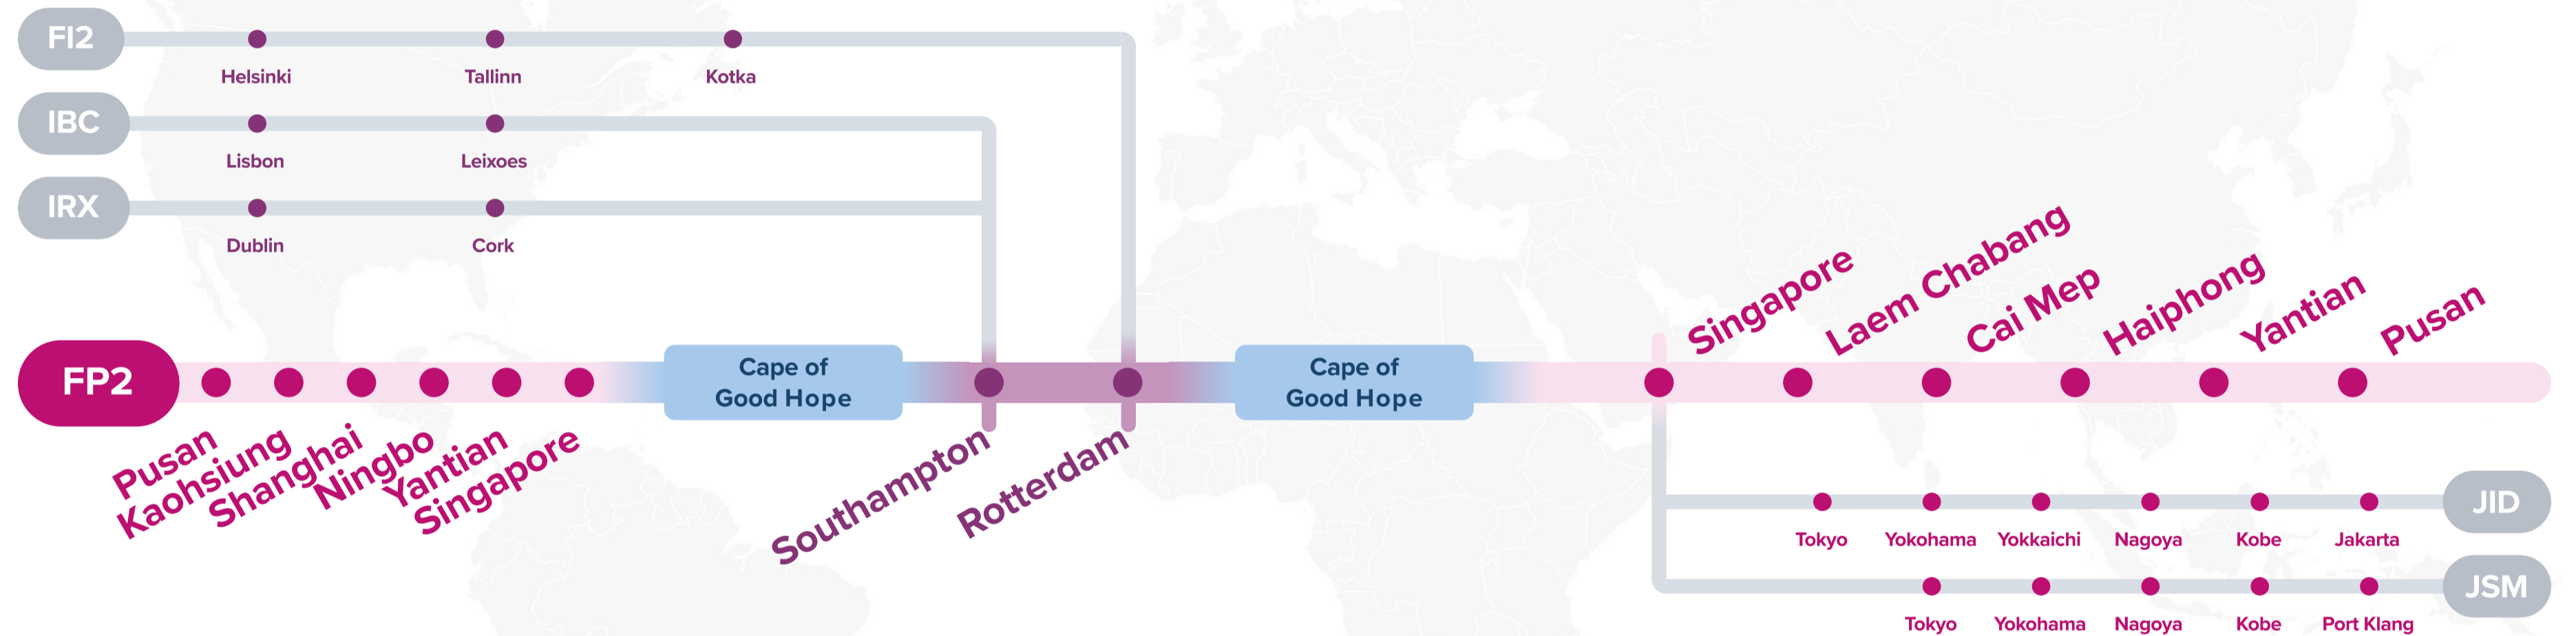 FI2
Helsinki
Tallinn
Kotka
IBC
Lisbon
Leixoes
IRX
Dublin
Cork
FP2
Pusan
Kaohsiung
Shanghai
Ningbo
Yantian
Singapore
Cape of
Good Hope
Southampton
Rotterdam
Cape of
Good Hope
Singapore
Laem Chabang
Cai Mep
Haiphong
Yantian
Pusan
Tokyo
Yokohama
Yokkaichi
Nagoya
Kobe
Jakarta
JID
Tokyo
Yokohama
Nagoya
Kobe
Port Klang
JSM